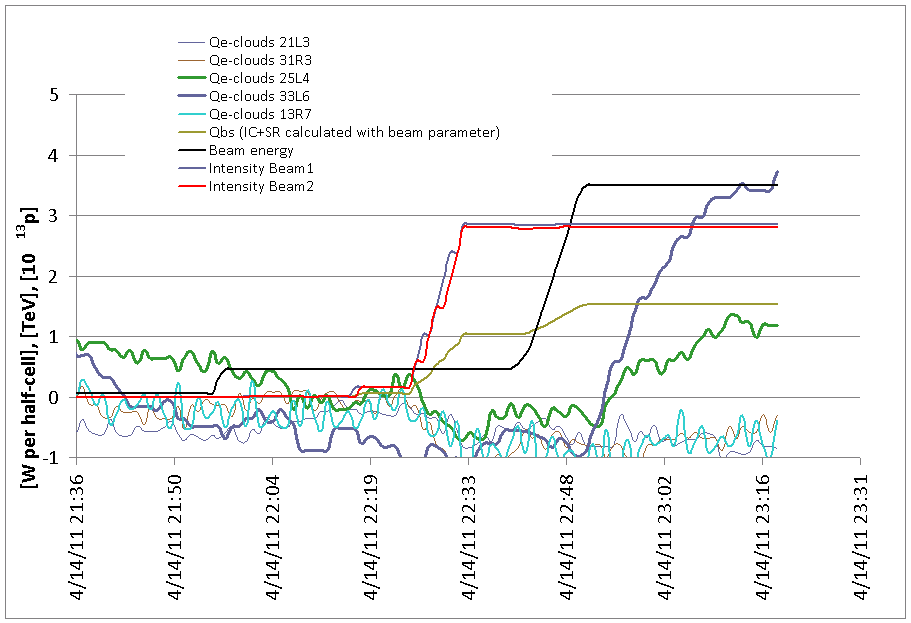 Qe-clouds 21L3
Qe-clouds 31R3
Qe-clouds 25L4
Qe-clouds 33L6
Qe-clouds 13R7
Qbs (IC+SR calculated with beam parameter)
Beam energy
Intensity Beam1
Intensity Beam2
5
4
3
2
1
0
-1
[W per half-cell], [TeV], [10 13p]
4/14/11 21:36
4/14/11 21:50
4/14/11 22:04
4/14/11 22:19
4/14/11 22:33
4/14/11 22:48
4/14/11 23:02
4/14/11 23:16
4/14/11 23:31